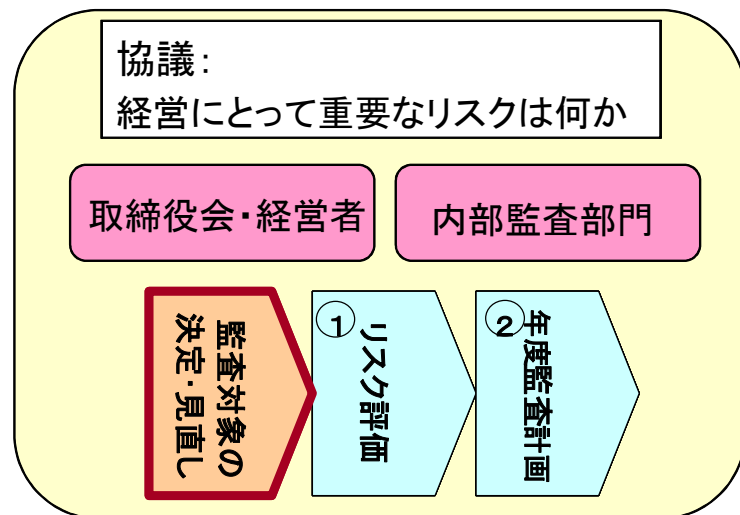 協議：
経営にとって重要なリスクは何か
取締役会・経営者
内部監査部門
監査対象の
決定・見直し
①
リスク評価
②
年度監査計画